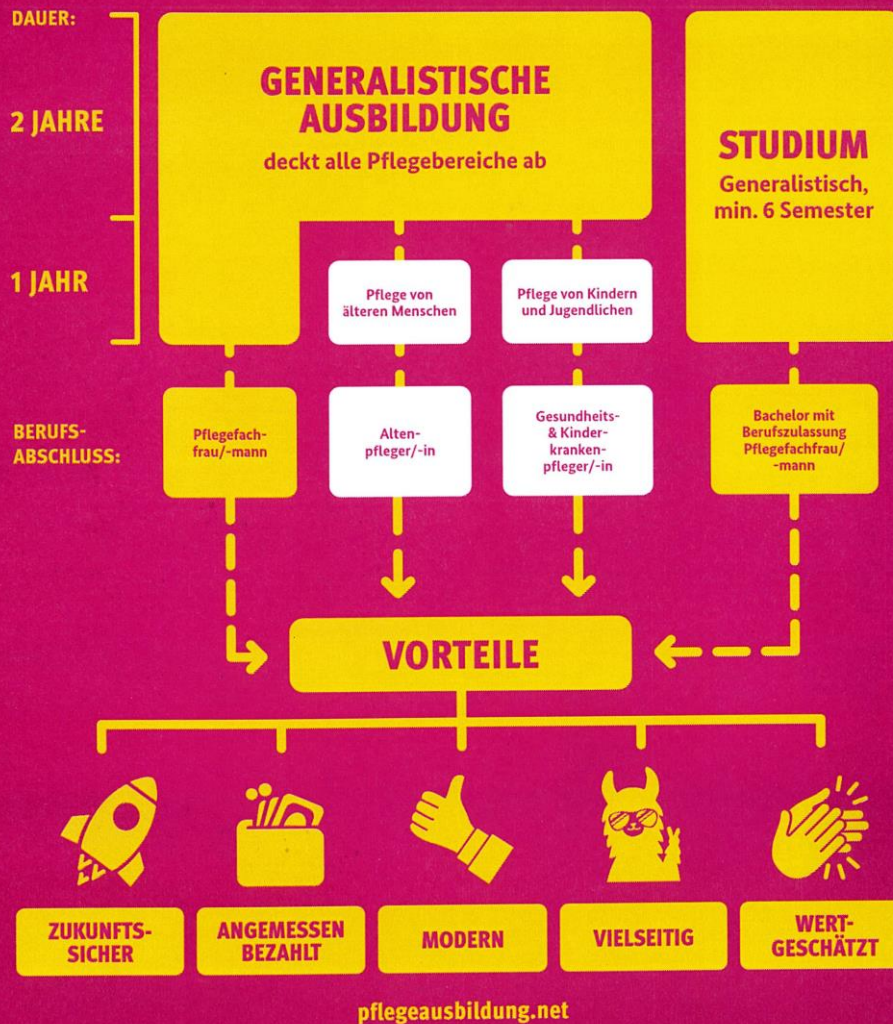 DAUER:
2 JAHRE
1 JAHR
GENERALISTISCHE
AUSBILDUNG
deckt alle Pflegebereiche ab
STUDIUM
Generalistisch,
min. 6 Semester
Pflege von
älteren Menschen
Pflege von Kindern
und Jugendlichen
BERUFS-
ABSCHLUSS:
Pflegefach-
frau/-mann
Alten-
pfleger/-in
Gesundheits-
& Kinder-
kranken-
pfleger/-in
Bachelor mit
Berufszulassung
Pflegefachfrau/
-mann
VORTEILE
ZUKUNFTS-
SICHER
ANGEMESSEN
BEZAHLT
MODERN
VIELSEITIG
WERT-
GESCHÄTZT
pflegeausbildung.net